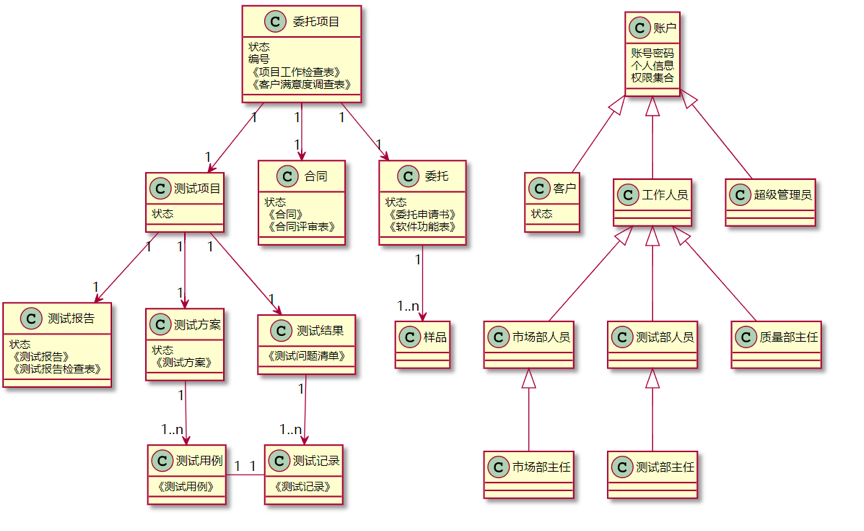 C 委托项目
状态
编号
《项目工作检查表》
《客户满意度调查表》
1
1
1
1
1
1
C 测试项目
状态
C 合同
状态
《合同》
《合同评审表》
C 委托
状态
《委托申请书》
《软件功能表》
1
1
1
1
1
1
1
1..n
C 测试报告
状态
《测试报告》
《测试报告检查表》
C 测试方案
状态
《测试方案》
C 测试结果
《测试问题清单》
C 样品
1
1..n
1
1..n
C 测试用例
《测试用例》
1
1
C 测试记录
《测试记录》
C 账户
账号密码
个人信息
权限集合
C 客户
状态
C 工作人员
C 超级管理员
C 市场部人员
C 测试部人员
C 质量部主任
C 市场部主任
C 测试部主任